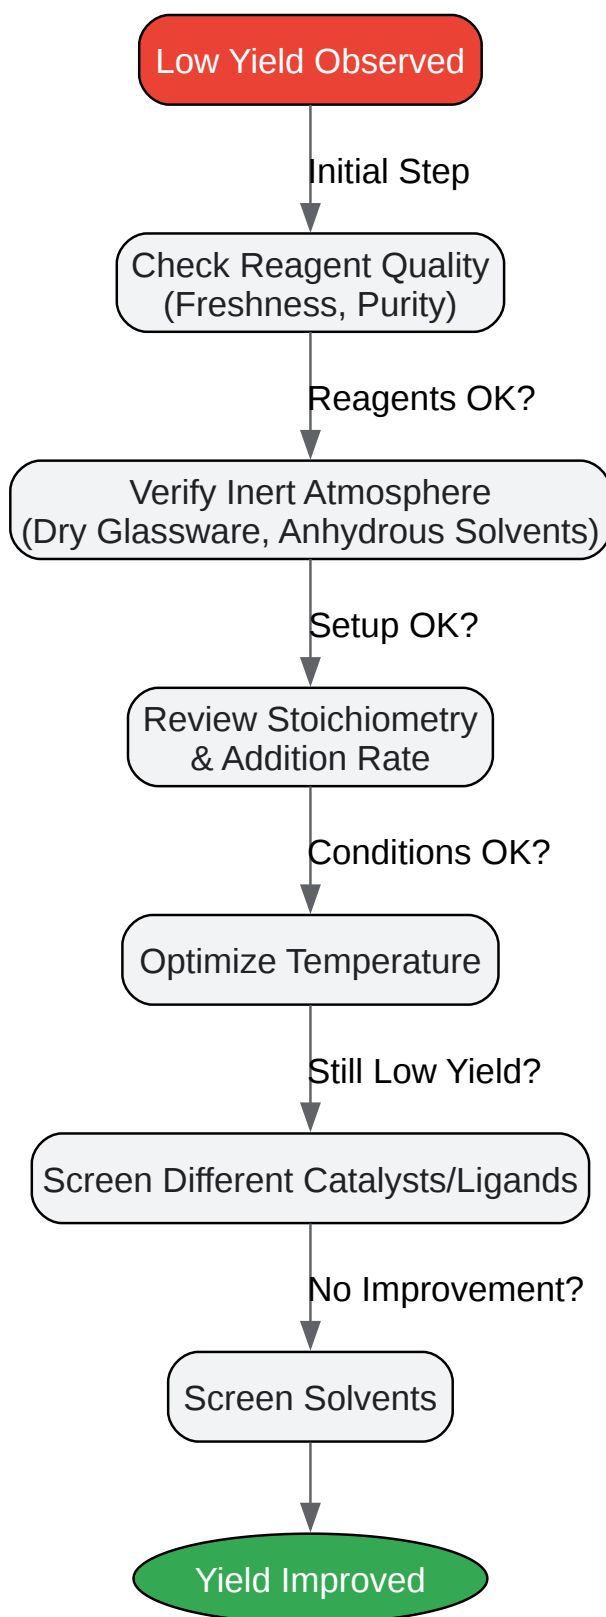 Low Yield Observed
Initial Step
Check Reagent Quality
(Freshness, Purity)
Reagents OK?
Verify Inert Atmosphere
(Dry Glassware, Anhydrous Solvents)
Setup OK?
Review Stoichiometry
& Addition Rate
Conditions OK?
Optimize Temperature
Still Low Yield?
Screen Different Catalysts/Ligands
No Improvement?
Screen Solvents
Yield Improved